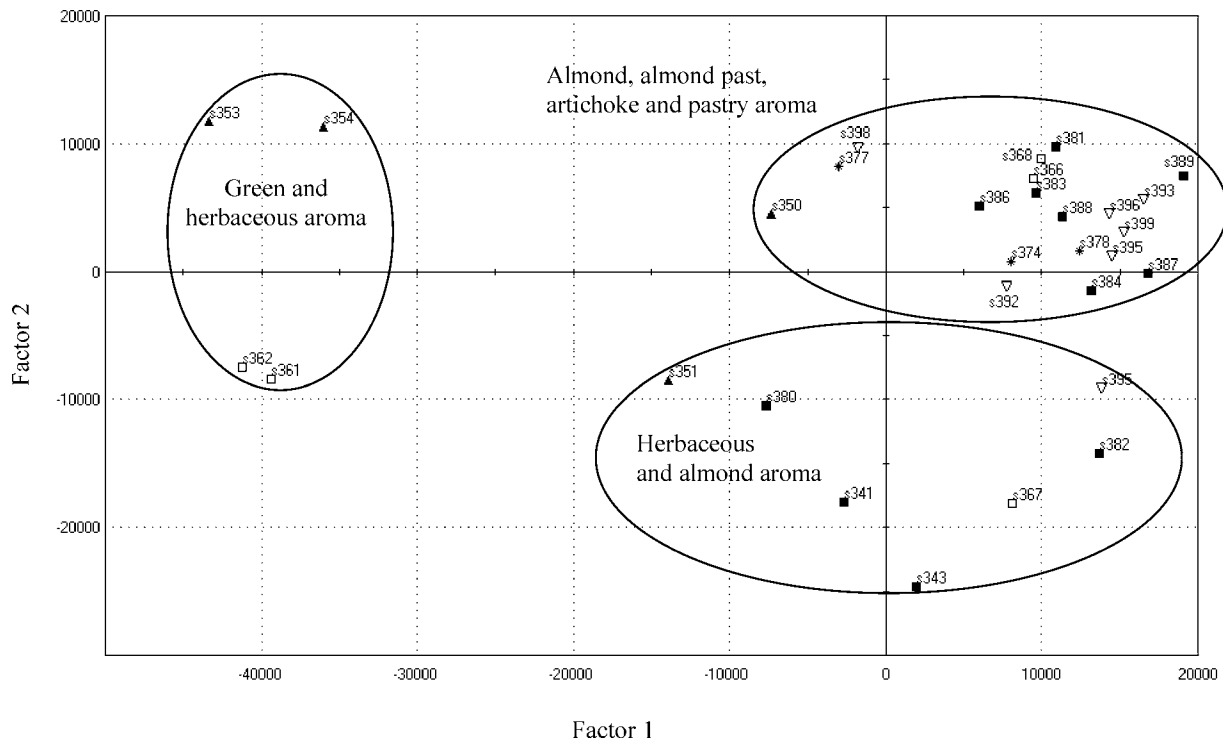 20000
Almond, almond past,
artichoke and pastry aroma
s353
s354
s398
s377
s381
s368
s366
s389
10000
Green and
herbaceous aroma
s350
s386
s383
s388
s396
s393
s399
s374
s378
s395
s387
0
s384
s392
Factor 2
s362
s361
s351
s380
s395
-10000
Herbaceous
and almond aroma
s382
s341
s367
-20000
s343
-40000
-30000
-20000
-10000
0
10000
20000
Factor 1